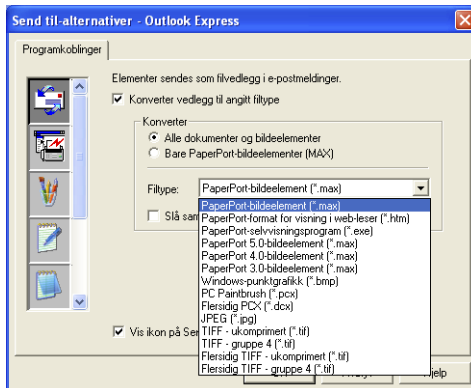 Send til-alternativer - Outlook Express
Programkoblinger
Elementer sendes som filvedlegg i e-postmeldinger.
Konverter vedlegg til angitt filtype
Konverter
Alle dokumenter og bildeelementer
Bare PaperPort-bildeelementer (MAX)
Filtype: PaperPort-bildeelement (*.max)
PaperPort-bildeelement (*.max)
PaperPort-format for visning i web-leser (*.htm)
Slå sam
PaperPort-selvvisningsprogram (*.exe)
PaperPort 5.0-bildeelement (*.max)
PaperPort 4.0-bildeelement (*.max)
PaperPort 3.0-bildeelement (*.max)
Windows-punktgrafikk (*.bmp)
PC Paintbrush (*.pcx)
Flersidig PCX (*.dcx)
JPEG (*.jpg)
TIFF - ukomprimert (*.tif)
Vis ikon på Ser
TIFF - gruppe 4 (*.tif)
Flersidig TIFF - ukomprimert (*.tif)
Flersidig TIFF - gruppe 4 (*.tif)
jelp